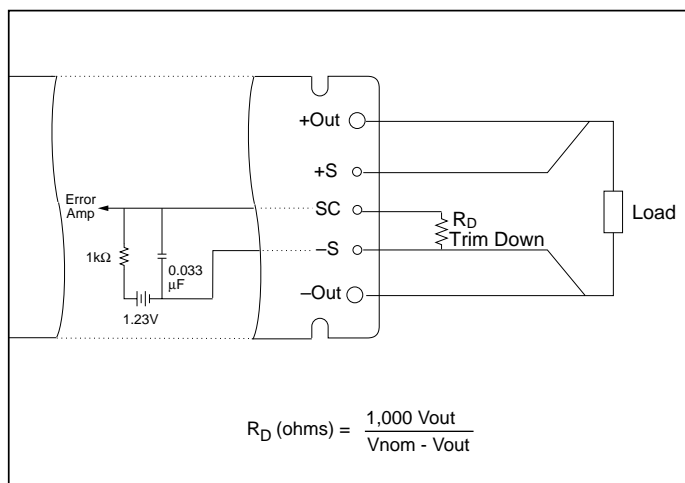 +Out
+S
Error
Amp
SC
R_D
Trim Down
Load
1kΩ
0.033
µF
–S
1.23V
–Out
R_D (ohms) = 1,000 Vout
Vnom - Vout